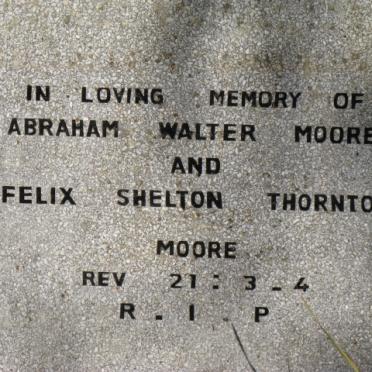 IN LOVING MEMORY OF
ABRAHAM WALTER MOORE
AND
FELIX SHELTON THORNTO
MOORE
REV 21 : 3 - 4
R . I . P